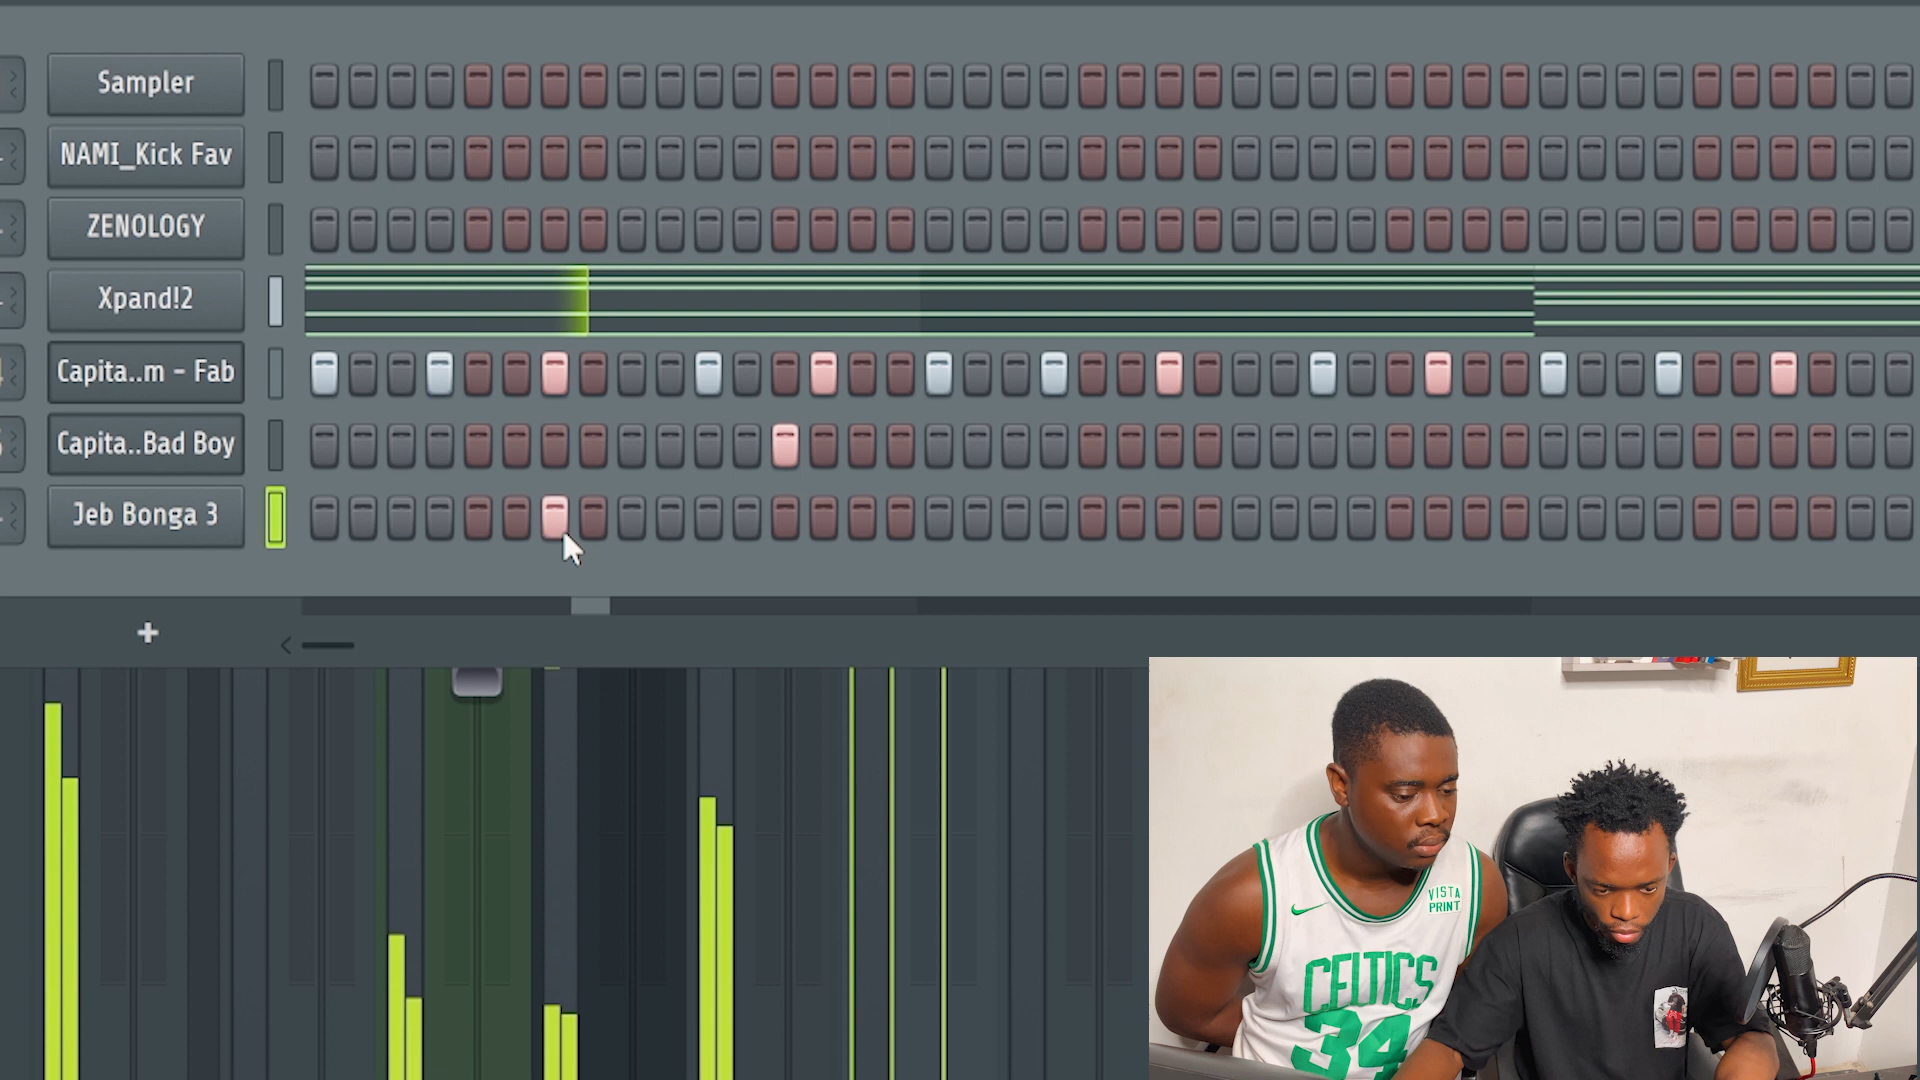 Sampler
NAMI_Kick Fav
ZENOLOGY
Xpand!2
Capita..m - Fab
Capita..Bad Boy
Jeb Bonga 3
+
VISTA
PRINT
CELTICS
34